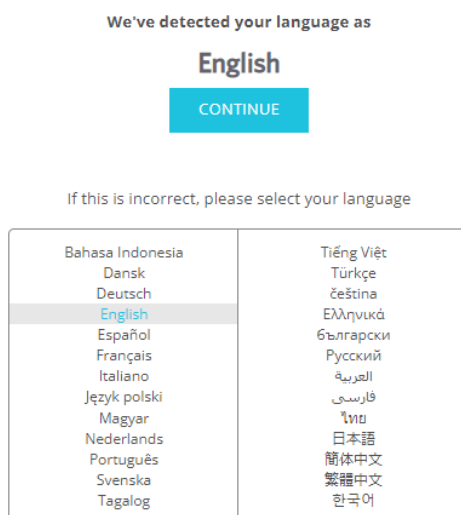 We've detected your language as
English
CONTINUE
If this is incorrect, please select your language
Bahasa Indonesia
Dansk
Deutsch
English
Español
Français
Italiano
Język polski
Magyar
Nederlands
Português
Svenska
Tagalog
Tiếng Việt
Türkçe
čeština
Ελληνικά
български
Русский
العربية
فارسی
ไทย
日本語
简体中文
繁體中文
한국어